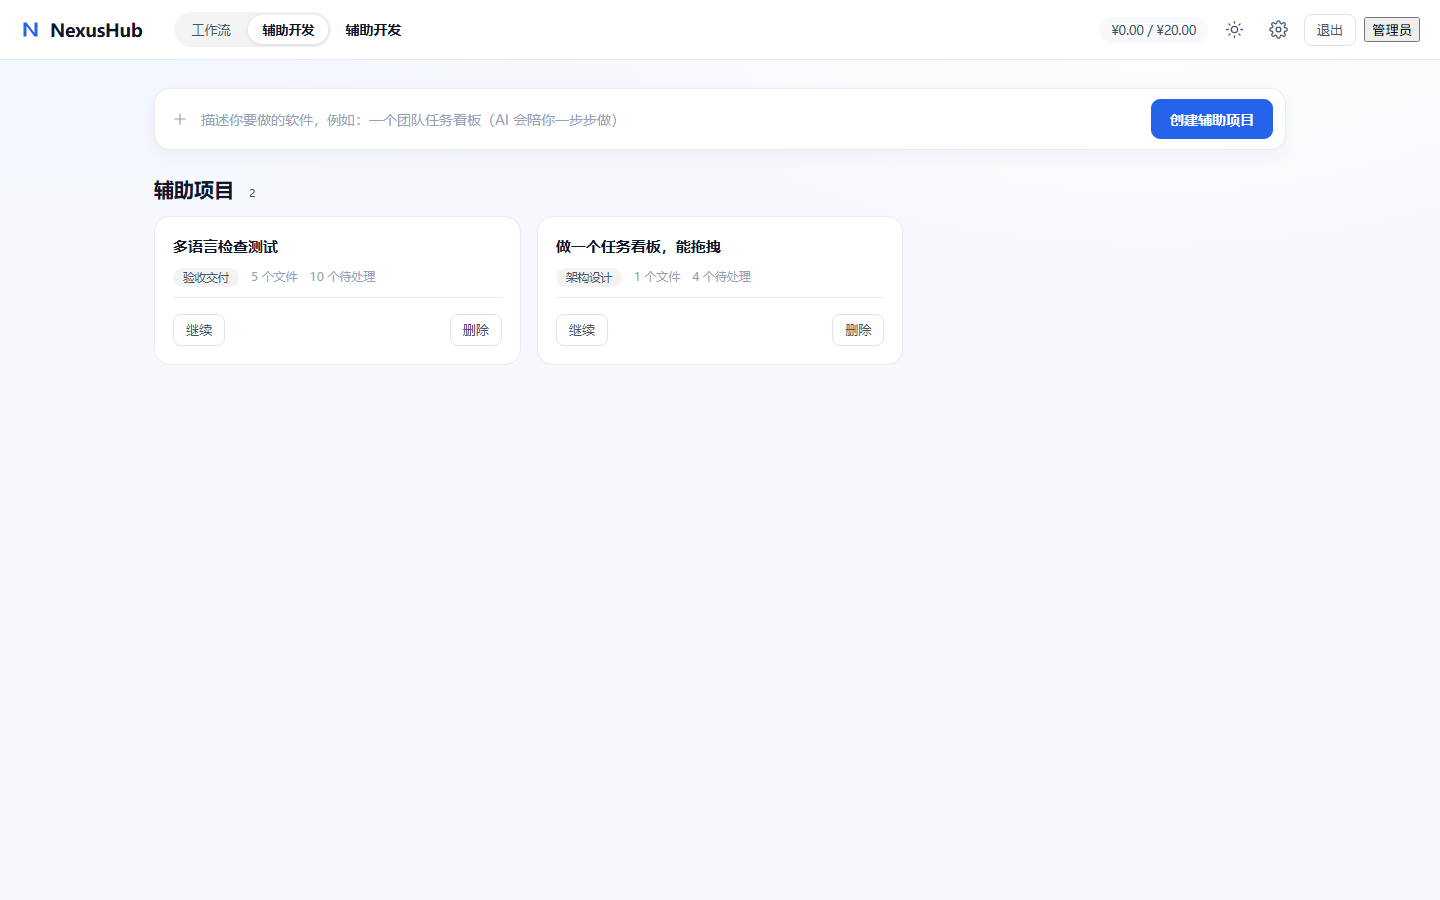 NexusHub 工作流 辅助开发 辅助开发 ¥0.00 / ¥20.00 退出 管理员
描述你要做的软件，例如：一个团队任务看板（AI 会陪你一步步做） 创建辅助项目
辅助项目 2
多语言检查测试
验收交付 5 个文件 10 个待处理
继续 删除
做一个任务看板，能拖拽
架构设计 1 个文件 4 个待处理
继续 删除